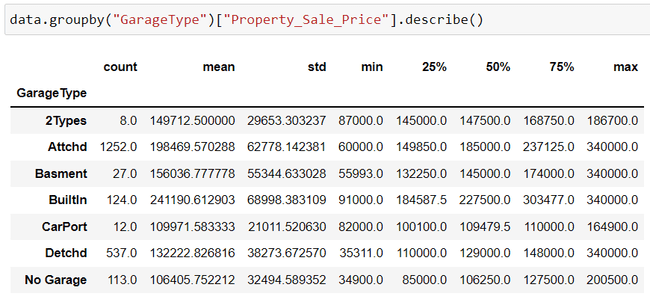 data.groupby("GarageType")["Property_Sale_Price"].describe()
count mean std min 25% 50% 75% max
GarageType
2Types 8.0 149712.500000 29653.303237 87000.0 145000.0 147500.0 168750.0 186700.0
Attchd 1252.0 198469.570288 62778.142381 60000.0 149850.0 185000.0 237125.0 340000.0
Basment 27.0 156036.777778 55344.633028 55993.0 132250.0 145000.0 174000.0 340000.0
BuiltIn 124.0 241190.612903 68998.383109 91000.0 184587.5 227500.0 303477.0 340000.0
CarPort 12.0 109971.583333 21011.520630 82000.0 100100.0 109479.5 110000.0 164900.0
Detchd 537.0 132222.826816 38273.672570 35311.0 110000.0 129000.0 148000.0 340000.0
No Garage 113.0 106405.752212 32494.589352 34900.0 85000.0 106250.0 127500.0 200500.0